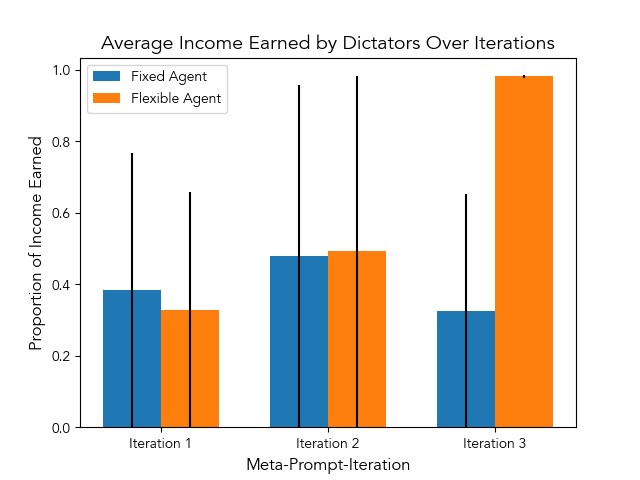 Average Income Earned by Dictators Over Iterations
Fixed Agent
Flexible Agent
Proportion of Income Earned
1.0
0.8
0.6
0.4
0.2
0.0
Iteration 1
Iteration 2
Iteration 3
Meta-Prompt-Iteration